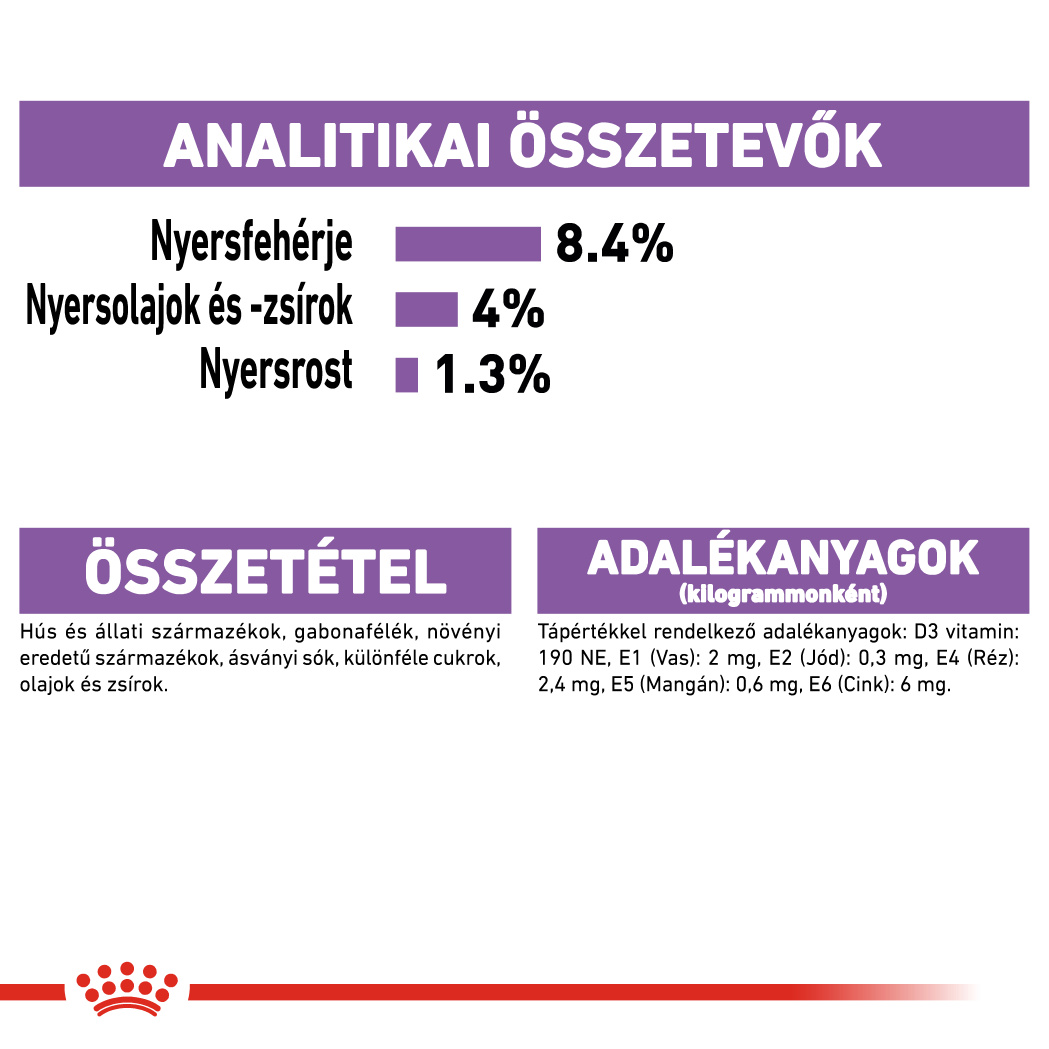 ANALITIKAI ÖSSZETEVŐK
Nyersfehérje 8.4%
Nyersolajok és -zsírok 4%
Nyersrost 1.3%
ÖSSZETÉTEL
Hús és állati származékok, gabonafélék, növényi
eredetű származékok, ásványi sók, különféle cukrok,
olajok és zsírok.
ADALÉKANYAGOK
(kilogrammonként)
Tápértékkel rendelkező adalékanyagok: D3 vitamin:
190 NE, E1 (Vas): 2 mg, E2 (Jód): 0,3 mg, E4 (Réz):
2,4 mg, E5 (Mangán): 0,6 mg, E6 (Cink): 6 mg.